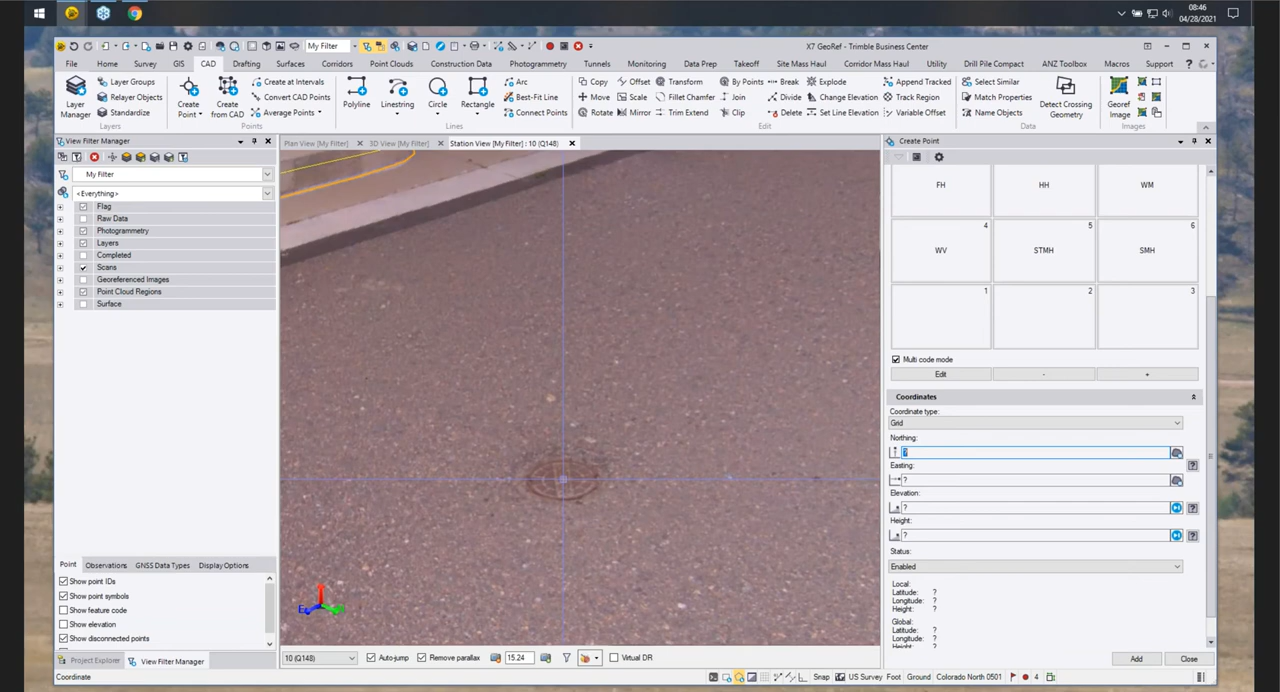 08:46
04/28/2021
My Filter
X7 GeoRef - Trimble Business Center
File Home Survey GIS CAD Drafting Surfaces Corridors Point Clouds Construction Data Photogrammetry Tunnels Monitoring Data Prep Takeoff Site Mass Haul Corridor Mass Haul Utility Drill Pile Compact ANZ Toolbox Macros Support
Layer Manager
Layer Groups
Relayer Objects
Standardize
Layers
Create Point
Create from CAD
Create at Intervals
Convert CAD Points
Average Points
Points
Polyline
Linestring
Circle
Rectangle
Arc
Best-Fit Line
Connect Points
Lines
Copy Offset Transform By Points Break Explode Append Tracked
Move Scale Fillet Chamfer Join Divide Change Elevation Track Region
Rotate Mirror Trim Extend Clip Delete Set Line Elevation Variable Offset
Edit
Select Similar
Match Properties
Name Objects
Detect Crossing Geometry
Data
Georef Image
Images
View Filter Manager
My Filter
<Everything>
Flag
Raw Data
Photogrammetry
Layers
Completed
Scans
Georeferenced Images
Point Cloud Regions
Surface
Point Observations GNSS Data Types Display Options
Show point IDs
Show point symbols
Show feature code
Show elevation
Show disconnected points
Project Explorer View Filter Manager
Plan View [My Filter] 3D View [My Filter] Station View [My Filter] : 10 (Q148)
10 (Q148) Auto-jump Remove parallax 15.24 Virtual DR
Create Point
FH HH WM
4 5 6
WV STMH SMH
1 2 3
Multi code mode
Edit - +
Coordinates
Coordinate type:
Grid
Northing:
?
Easting:
?
Elevation:
?
Height:
?
Status:
Enabled
Local:
Latitude: ?
Longitude: ?
Height: ?
Global:
Latitude: ?
Longitude: ?
Height: ?
Add Close
Coordinate
Snap US Survey Foot Ground Colorado North 0501 4